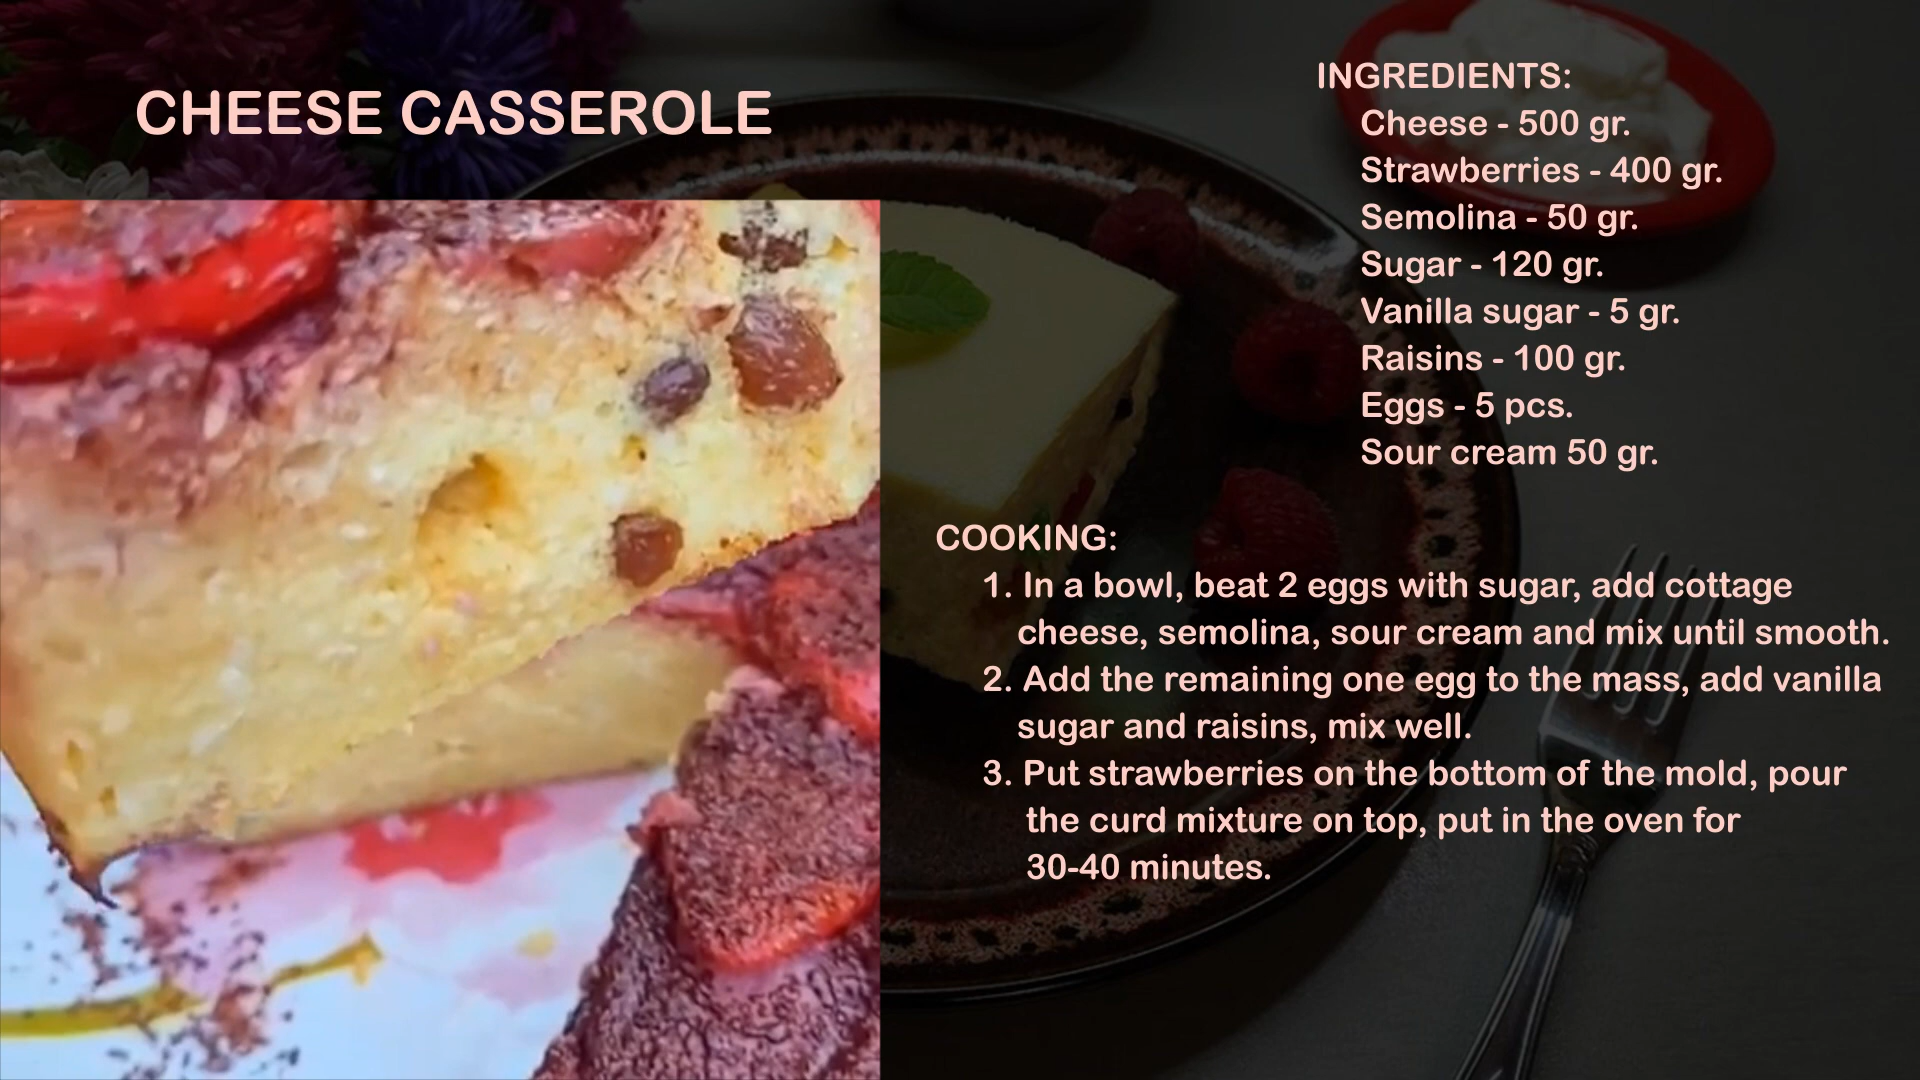 CHEESE CASSEROLE
INGREDIENTS:
Cheese - 500 gr.
Strawberries - 400 gr.
Semolina - 50 gr.
Sugar - 120 gr.
Vanilla sugar - 5 gr.
Raisins - 100 gr.
Eggs - 5 pcs.
Sour cream 50 gr.
COOKING:
1. In a bowl, beat 2 eggs with sugar, add cottage
cheese, semolina, sour cream and mix until smooth.
2. Add the remaining one egg to the mass, add vanilla
sugar and raisins, mix well.
3. Put strawberries on the bottom of the mold, pour
the curd mixture on top, put in the oven for
30-40 minutes.